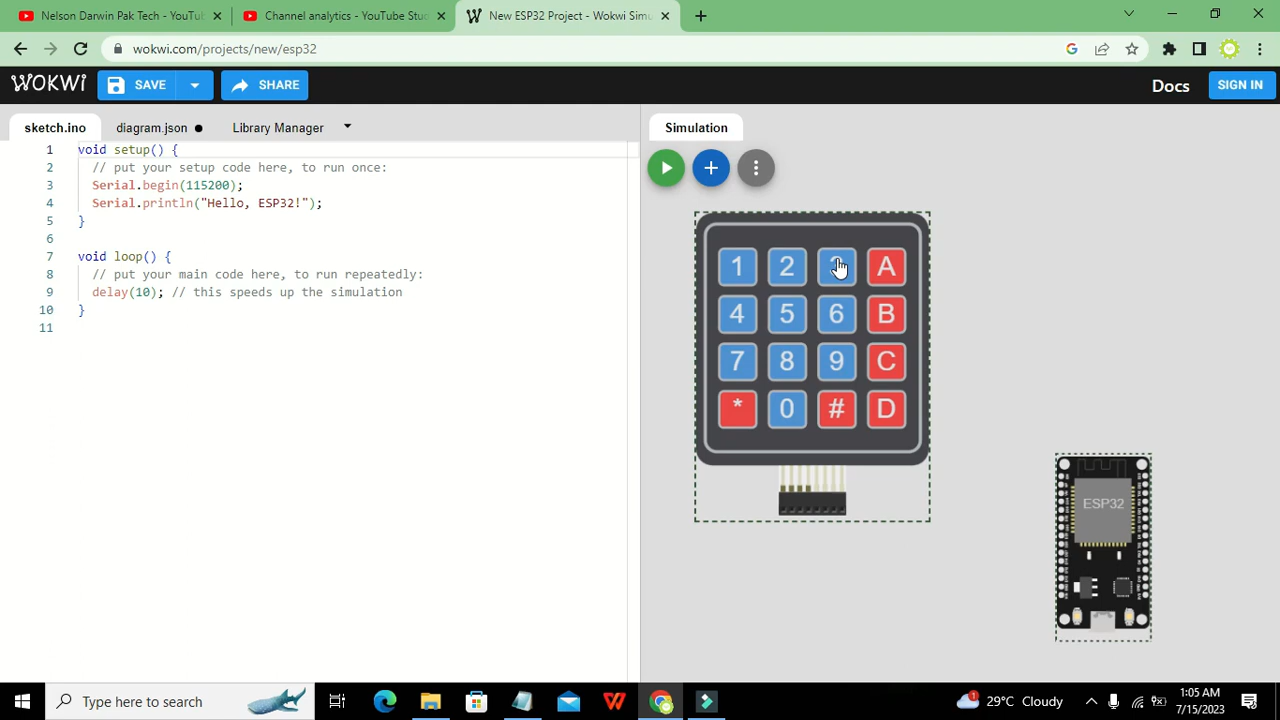 Nelson Darwin Pak Tech - YouTu
Channel analytics - YouTube Stu
New ESP32 Project - Wokwi Simu
wokwi.com/projects/new/esp32
WOKWI
SAVE
SHARE
Docs
SIGN IN
sketch.ino
diagram.json
Library Manager
Simulation
1 void setup() {
2 // put your setup code here, to run once:
3 Serial.begin(115200);
4 Serial.println("Hello, ESP32!");
5 }
6
7 void loop() {
8 // put your main code here, to run repeatedly:
9 delay(10); // this speeds up the simulation
10 }
11
1 2 3 A
4 5 6 B
7 8 9 C
* 0 # D
ESP32
Type here to search
1
29°C Cloudy
1:05 AM
7/15/2023